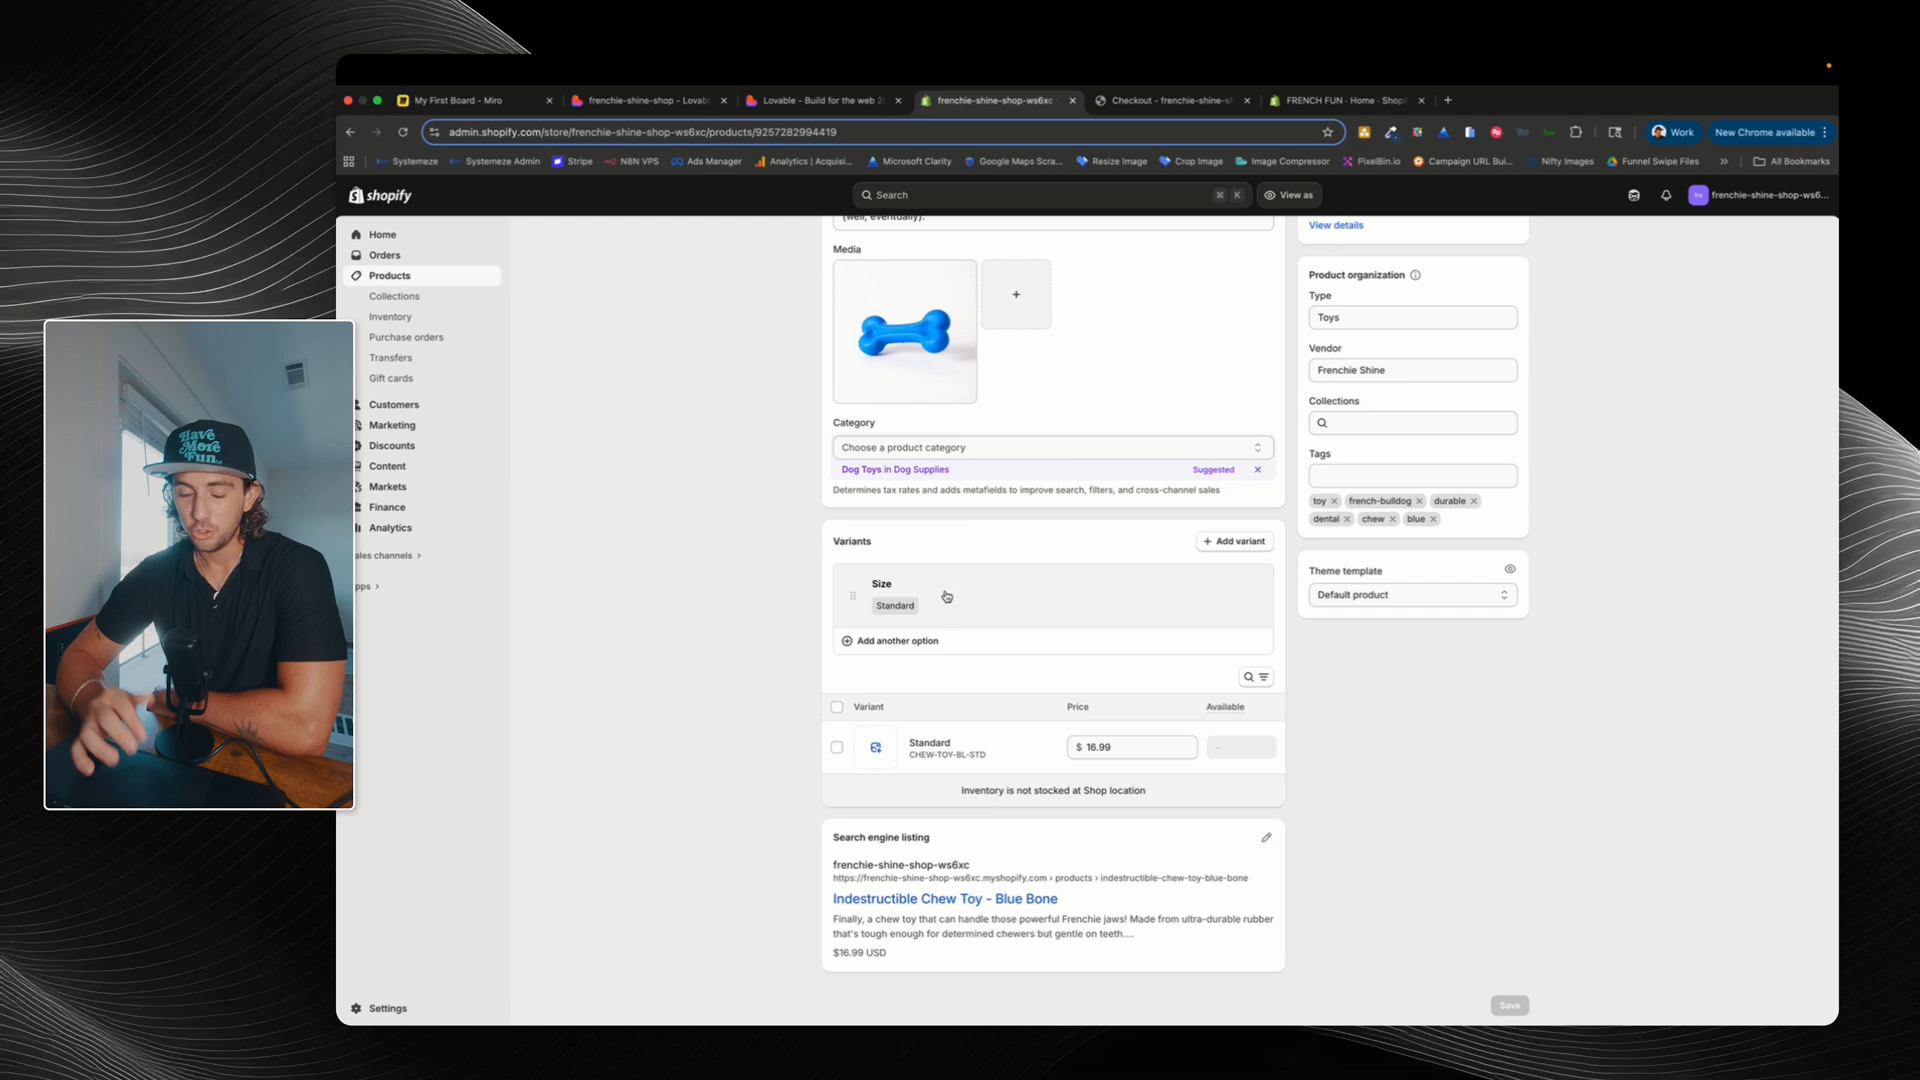 My First Board - Miro
frenchie-shine-shop - Lovabl
Lovable - Build for the web 2
frenchie-shine-shop-ws6xc
Checkout - frenchie-shine-s
FRENCH FUN · Home · Shopi
admin.shopify.com/store/frenchie-shine-shop-ws6xc/products/9257282994419
Work
New Chrome available
Systemeze
Systemeze Admin
Stripe
N8N VPS
Ads Manager
Analytics | Acquisi...
Microsoft Clarity
Google Maps Scra...
Resize Image
Crop Image
Image Compressor
PixelBin.io
Campaign URL Bui...
Nifty Images
Funnel Swipe Files
»
All Bookmarks
shopify
Search
⌘ K
View as
frenchie-shine-shop-ws6...
Home
Orders
Products
Collections
Inventory
Purchase orders
Transfers
Gift cards
Customers
Marketing
Discounts
Content
Markets
Finance
Analytics
ales channels >
pps >
Settings
Have
More
Fun
(well, eventually).
Media
+
Category
Choose a product category
Dog Toys in Dog Supplies
Suggested
Determines tax rates and adds metafields to improve search, filters, and cross-channel sales
Variants
+ Add variant
Size
Standard
Add another option
Variant
Price
Available
Standard
CHEW-TOY-BL-STD
$ 16.99
-
Inventory is not stocked at Shop location
Search engine listing
frenchie-shine-shop-ws6xc
https://frenchie-shine-shop-ws6xc.myshopify.com › products › indestructible-chew-toy-blue-bone
Indestructible Chew Toy - Blue Bone
Finally, a chew toy that can handle those powerful Frenchie jaws! Made from ultra-durable rubber
that's tough enough for determined chewers but gentle on teeth....
$16.99 USD
View details
Product organization
Type
Toys
Vendor
Frenchie Shine
Collections
Tags
toy
french-bulldog
durable
dental
chew
blue
Theme template
Default product
Save